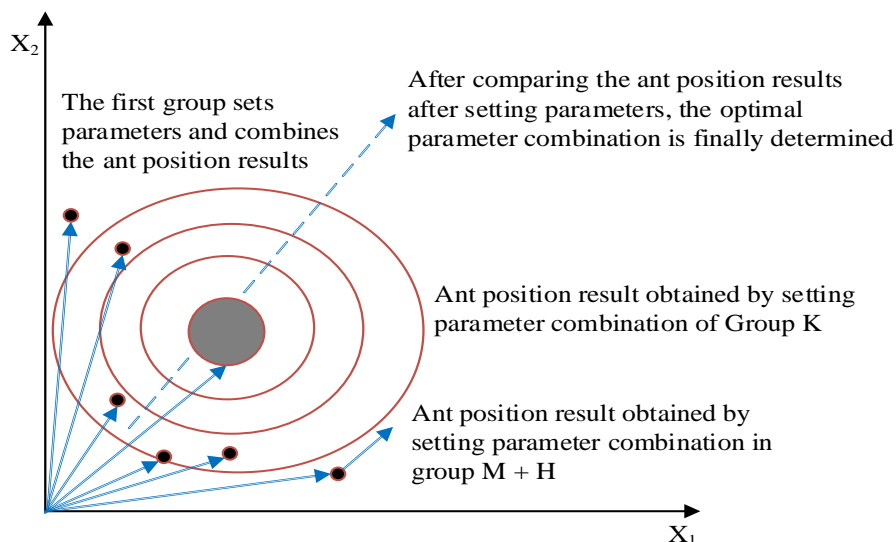 X2
The first group sets
parameters and combines
the ant position results
After comparing the ant position results
after setting parameters, the optimal
parameter combination is finally determined
Ant position result obtained by setting
parameter combination of Group K
Ant position result obtained by
setting parameter combination in
group M + H
X1